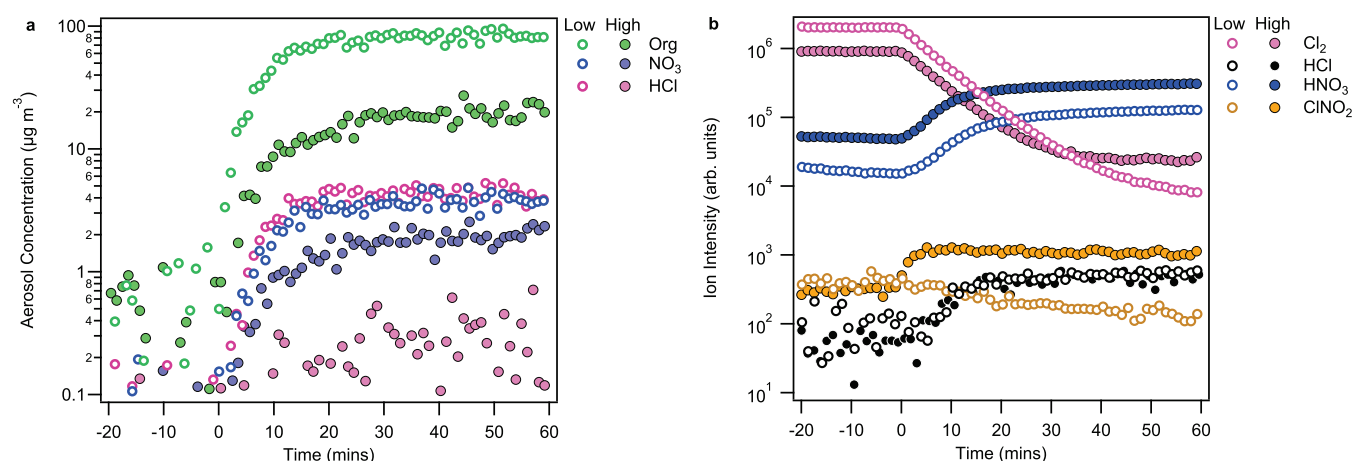 a
Low High
Org
NO3
HCl
Aerosol Concentration (µg m-3)
100
8
6
4
2
10
8
6
4
2
1
8
6
4
2
0.1
-20 -10 0 10 20 30 40 50 60
Time (mins)
b
Low High
Cl2
HCl
HNO3
ClNO2
Ion Intensity (arb. units)
10^6
10^5
10^4
10^3
10^2
10^1
-20 -10 0 10 20 30 40 50 60
Time (mins)